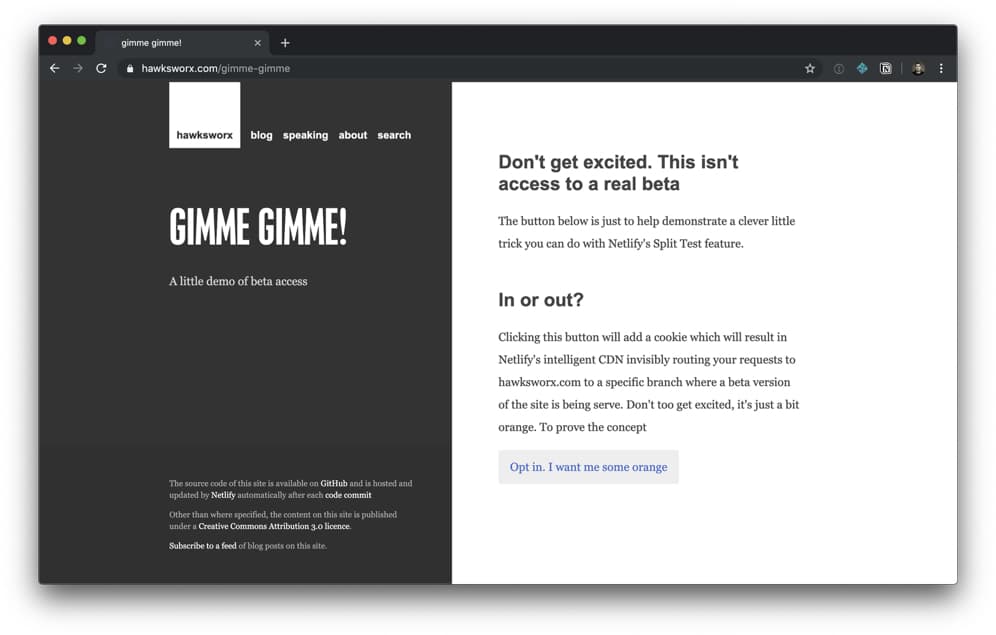 gimme gimme!
hawksworx.com/gimme-gimme
hawksworx blog speaking about search
GIMME GIMME!
A little demo of beta access
The source code of this site is available on GitHub and is hosted and
updated by Netlify automatically after each code commit
Other than where specified, the content on this site is published
under a Creative Commons Attribution 3.0 licence.
Subscribe to a feed of blog posts on this site.
Don't get excited. This isn't
access to a real beta
The button below is just to help demonstrate a clever little
trick you can do with Netlify's Split Test feature.
In or out?
Clicking this button will add a cookie which will result in
Netlify's intelligent CDN invisibly routing your requests to
hawksworx.com to a specific branch where a beta version
of the site is being serve. Don't too get excited, it's just a bit
orange. To prove the concept
Opt in. I want me some orange